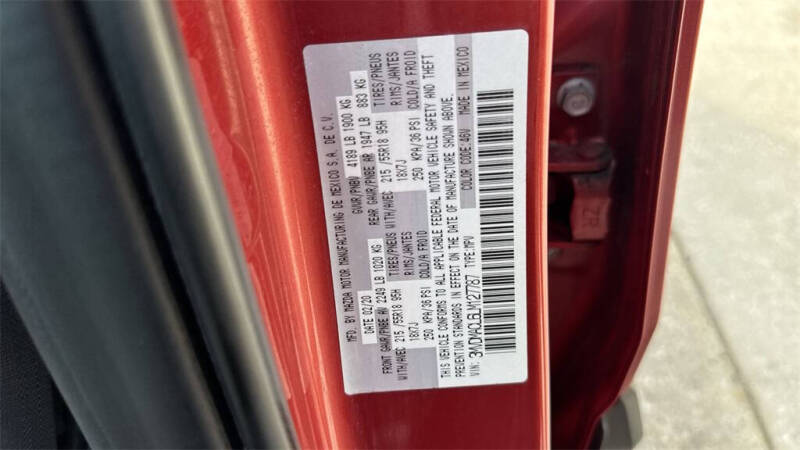 MFD. BY MAZDA MOTOR MANUFACTURING DE MEXICO S.A. DE C.V.
DATE 02/20 GVWR/PNBV 4189 LB 1900 KG
FRONT GAWR/PNBE AV 2249 LB 1020 KG REAR GAWR/PNBE AR 1947 LB 883 KG
WITH/AVEC 215/55R18 95H TIRES/PNEUS WITH/AVEC 215/55R18 95H TIRES/PNEUS
18X7J RIMS/JANTES 18X7J RIMS/JANTES
250 KPA/36 PSI COLD/A FROID 250 KPA/36 PSI COLD/A FROID
THIS VEHICLE CONFORMS TO ALL APPLICABLE FEDERAL MOTOR VEHICLE SAFETY AND THEFT
PREVENTION STANDARDS IN EFFECT ON THE DATE OF MANUFACTURE SHOWN ABOVE.
VIN: 3MVDMACL6LM127787 TYPE:MPV COLOR CODE:46V MADE IN MEXICO